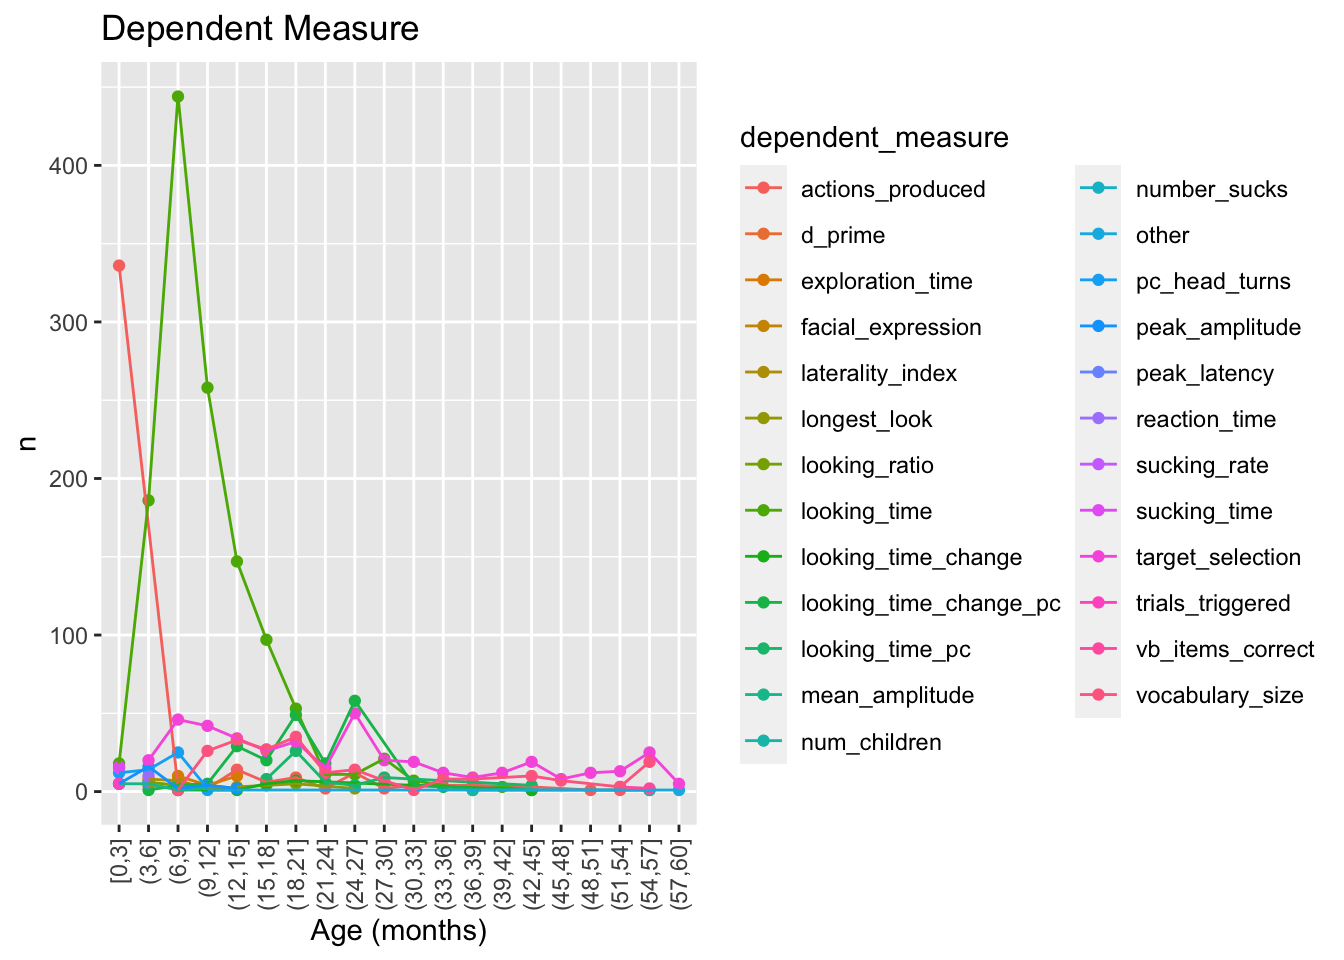 Dependent Measure
400
300
200
100
0
n
[0,3]
(3,6]
(6,9]
(9,12]
(12,15]
(15,18]
(18,21]
(21,24]
(24,27]
(27,30]
(30,33]
(33,36]
(36,39]
(39,42]
(42,45]
(45,48]
(48,51]
(51,54]
(54,57]
(57,60]
Age (months)
dependent_measure
actions_produced
d_prime
exploration_time
facial_expression
laterality_index
longest_look
looking_ratio
looking_time
looking_time_change
looking_time_change_pc
looking_time_pc
mean_amplitude
num_children
number_sucks
other
pc_head_turns
peak_amplitude
peak_latency
reaction_time
sucking_rate
sucking_time
target_selection
trials_triggered
vb_items_correct
vocabulary_size